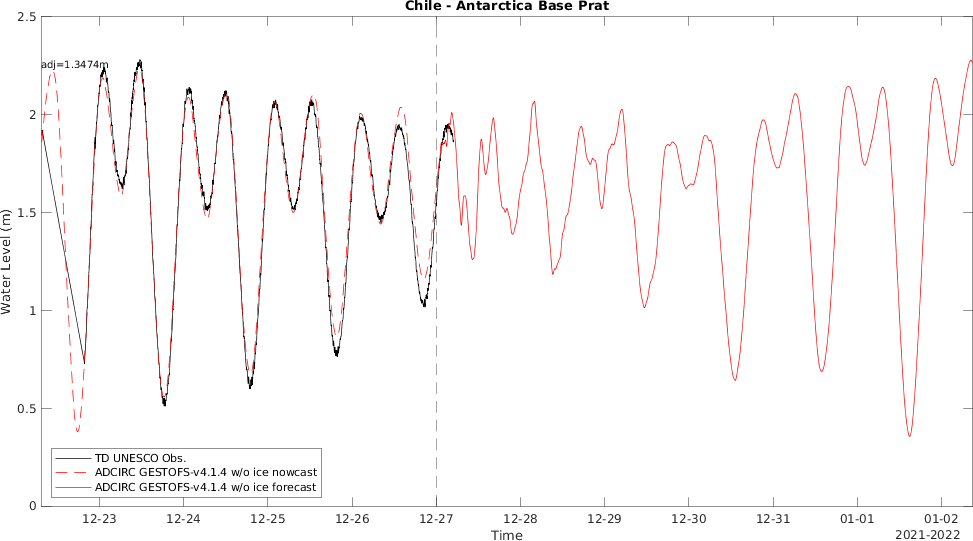 Chile - Antarctica Base Prat
2.5
adj=1.3474m
2
1.5
1
0.5
0
Water Level (m)
TD UNESCO Obs.
ADCIRC GESTOFS-v4.1.4 w/o ice nowcast
ADCIRC GESTOFS-v4.1.4 w/o ice forecast
12-23 12-24 12-25 12-26 12-27 12-28 12-29 12-30 12-31 01-01 01-02
Time
2021-2022